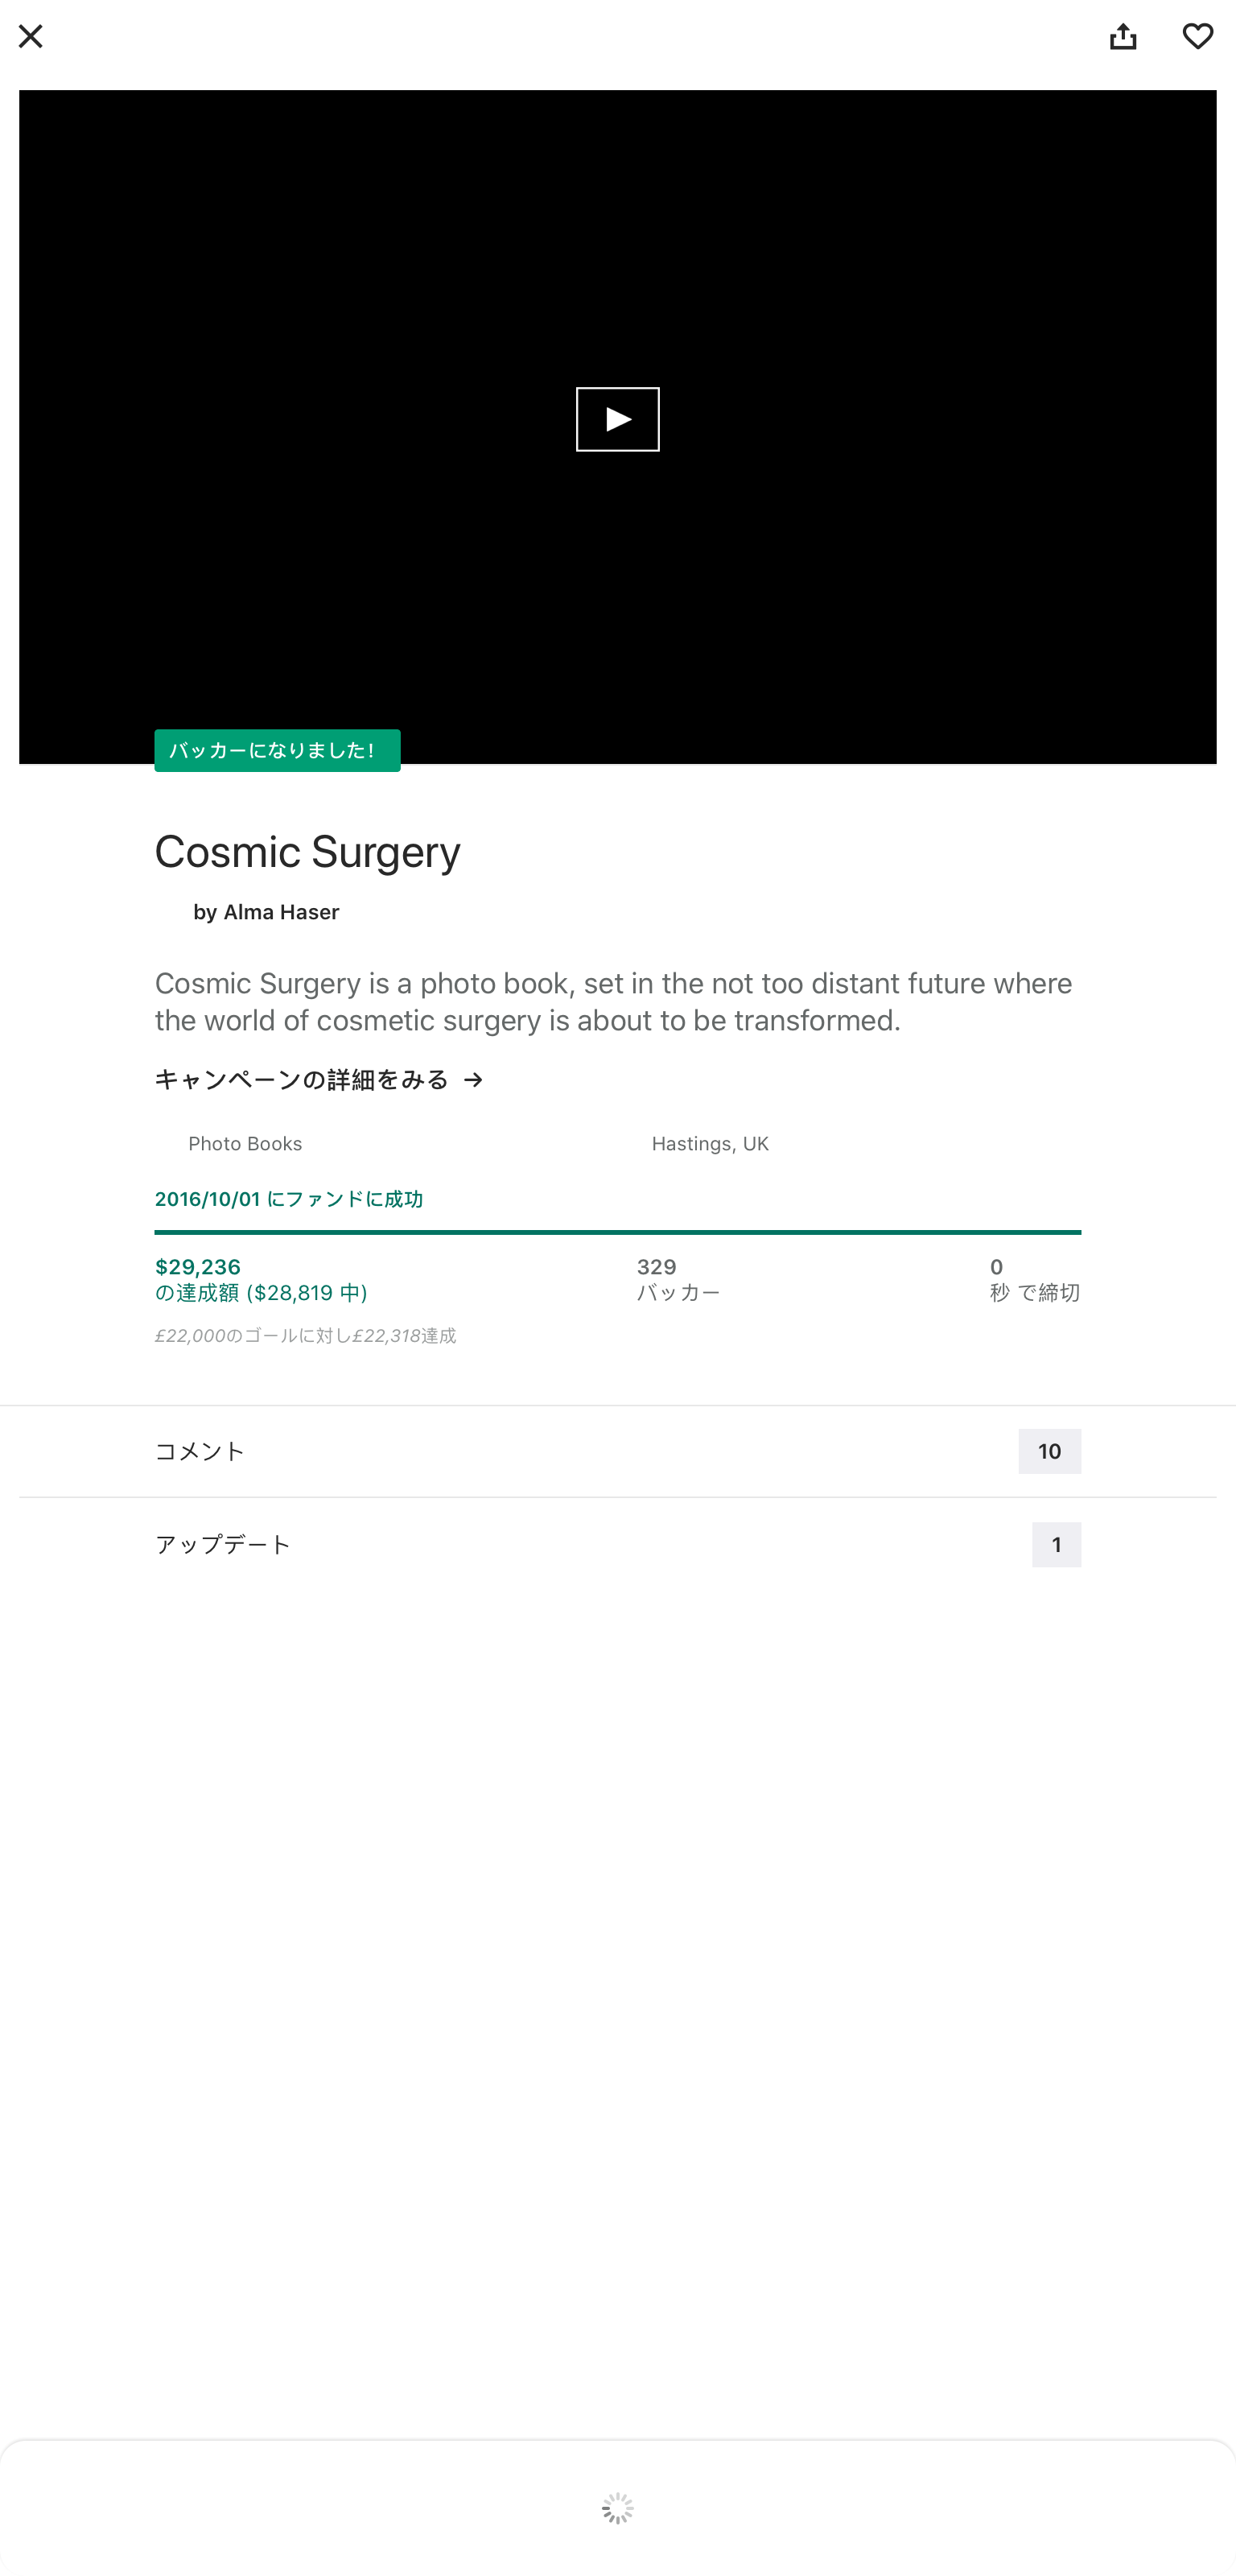 バッカーになりました!
Cosmic Surgery
by Alma Haser
Cosmic Surgery is a photo book, set in the not too distant future where
the world of cosmetic surgery is about to be transformed.
キャンペーンの詳細をみる →
Photo Books
Hastings, UK
2016/10/01 にファンドに成功
$29,236
の達成額 ($28,819 中)
329
バッカー
0
秒 で締切
£22,000のゴールに対し£22,318達成
コメント
10
アップデート
1